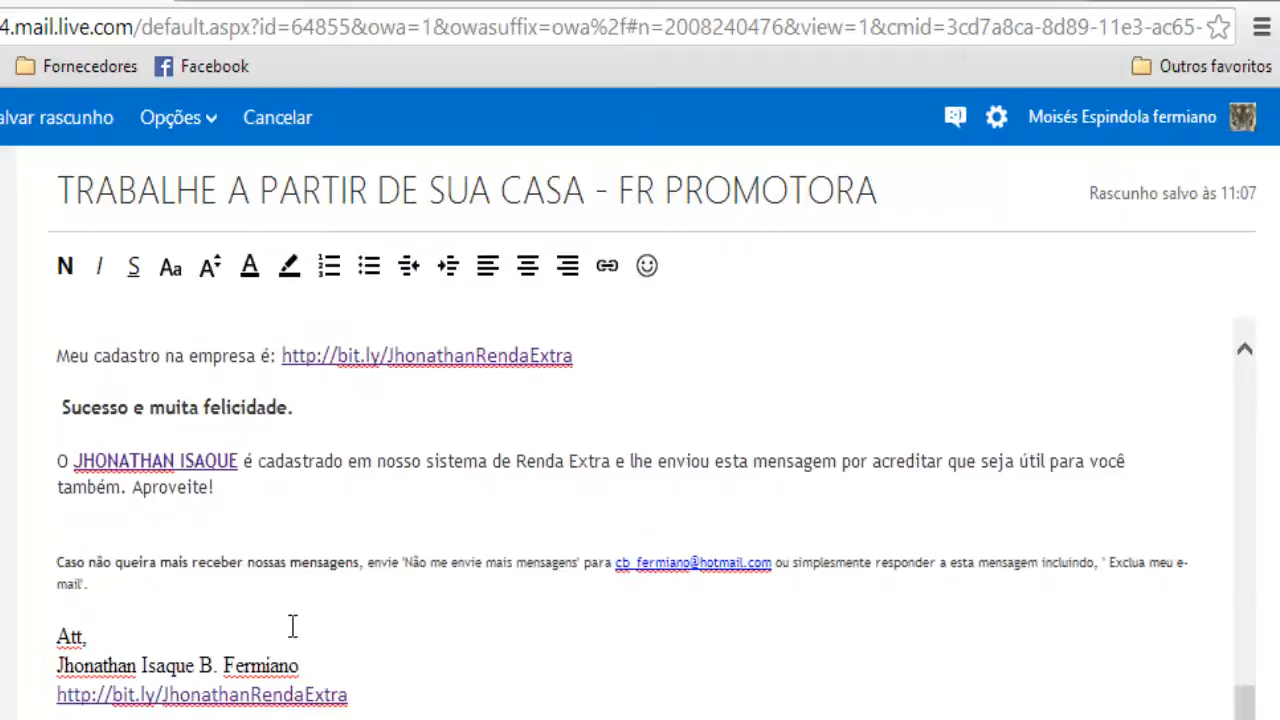 4.mail.live.com/default.aspx?id=64855&owa=1&owasuffix=owa%2f#n=2008240476&view=1&cmid=3cd7a8ca-8d89-11e3-ac65-
Fornecedores Facebook Outros favoritos
alvar rascunho Opções Cancelar Moisés Espindola fermiano
TRABALHE A PARTIR DE SUA CASA - FR PROMOTORA Rascunho salvo às 11:07
N I S Aa A A
Meu cadastro na empresa é: http://bit.ly/JhonathanRendaExtra
Sucesso e muita felicidade.
O JHONATHAN ISAQUE é cadastrado em nosso sistema de Renda Extra e lhe enviou esta mensagem por acreditar que seja útil para você
também. Aproveite!
Caso não queira mais receber nossas mensagens, envie 'Não me envie mais mensagens' para cb_fermiano@hotmail.com ou simplesmente responder a esta mensagem incluindo, ' Exclua meu e-
mail'.
Att,
Jhonathan Isaque B. Fermiano
http://bit.ly/JhonathanRendaExtra